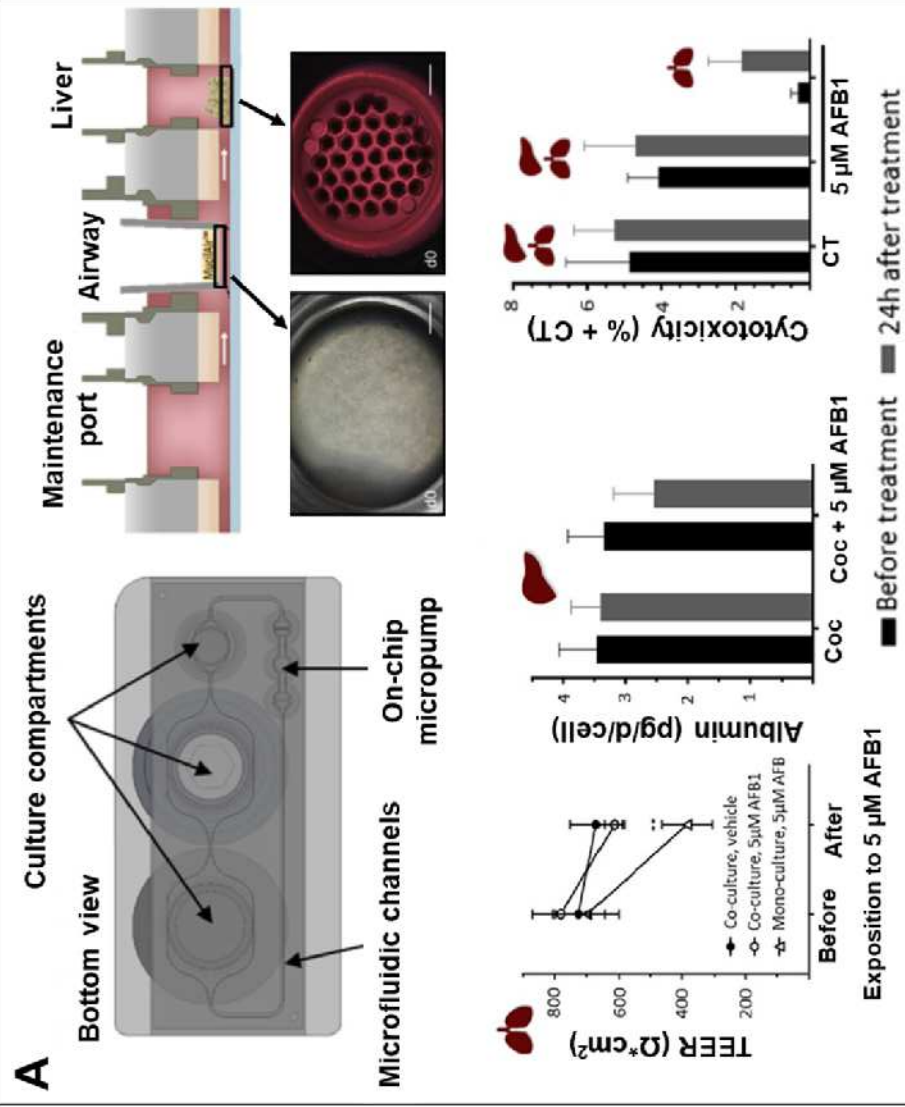 A
Bottom view
Culture compartments
Microfluidic channels
On-chip
micropump
Maintenance
port
Airway
Liver
MucilAir™
d0
d0
TEER (Ω*cm²)
800
600
400
200
Before
After
**
Co-culture, vehicle
Co-culture, 5µM AFB1
Mono-culture, 5µM AFB
Exposition to 5 µM AFB1
Albumin (pg/d/cell)
4
3
2
1
Coc
Coc + 5 µM AFB1
Cytotoxicity (% + CT)
8
6
4
2
CT
5 µM AFB1
Before treatment
24h after treatment